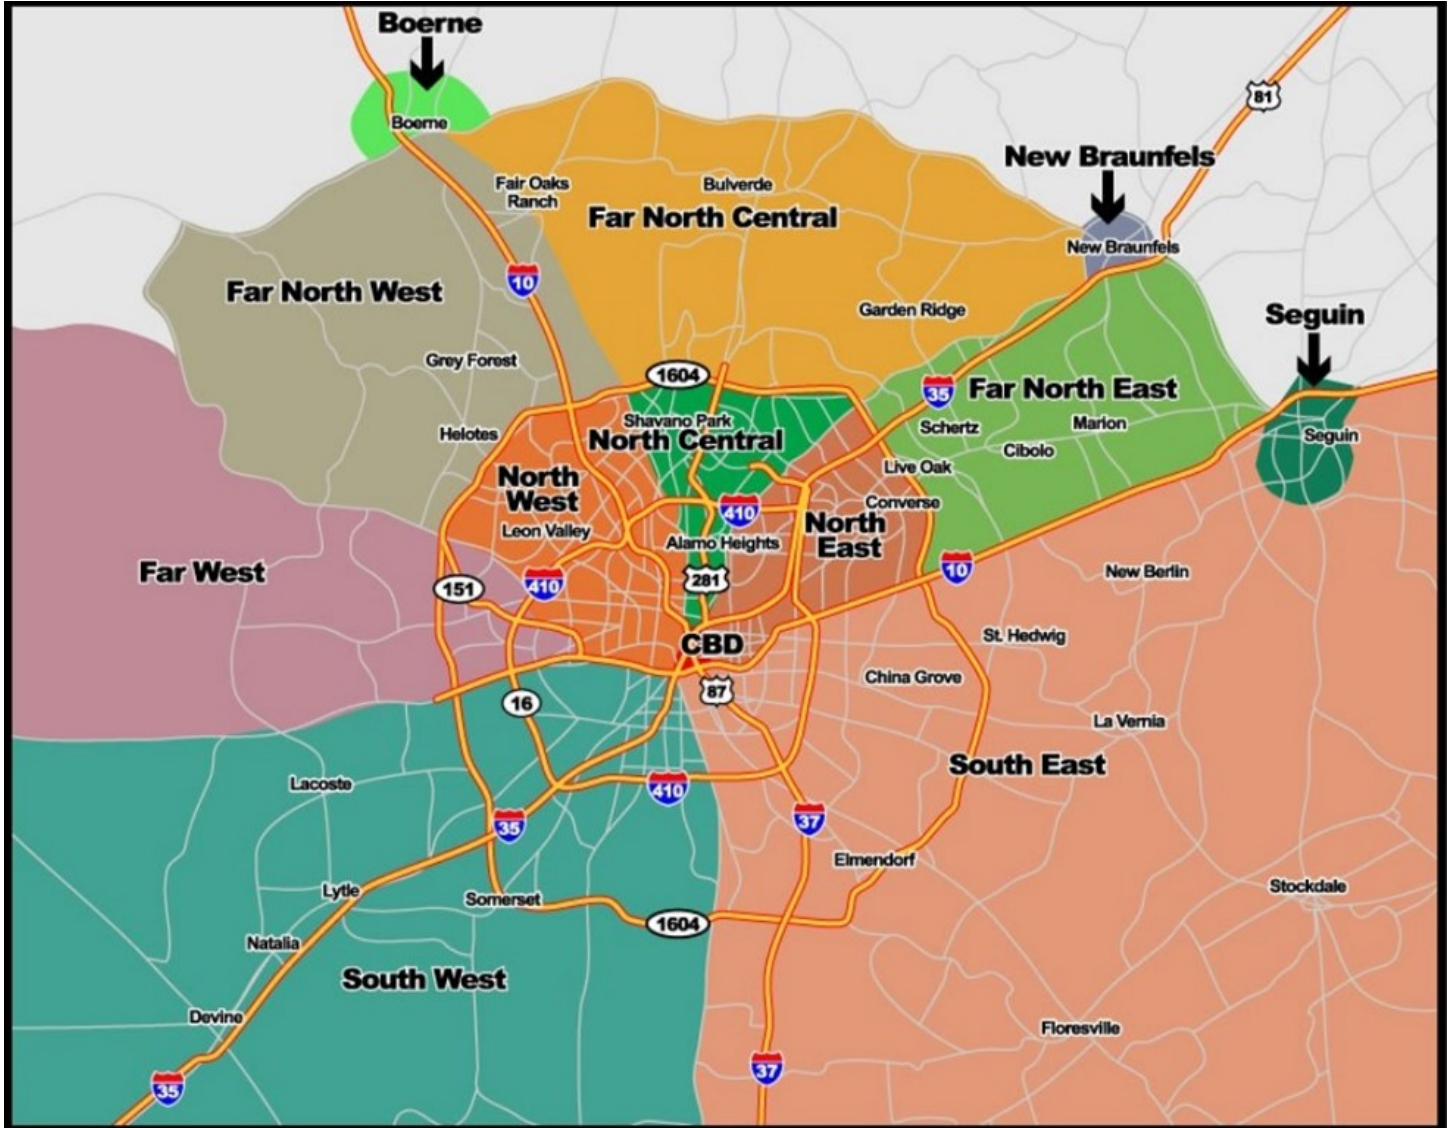 Boerne
81
Boerne
New Braunfels
Fair Oaks
Ranch
Bulverde
Far North Central
New Braunfels
10
Far North West
Garden Ridge
Seguin
Grey Forest
1604
35
Far North East
Shavano Park
Marion
Helotes
North Central
Schertz
Seguin
Cibolo
North
West
Live Oak
Converse
410
Leon Valley
North
East
Alamo Heights
Far West
10
New Berlin
151
410
281
St. Hedwig
CBD
China Grove
87
16
La Vernia
South East
Lacoste
410
35
37
Elmendorf
Lytle
Stockdale
Somerset
1604
Natalia
South West
Devine
Floresville
37
35